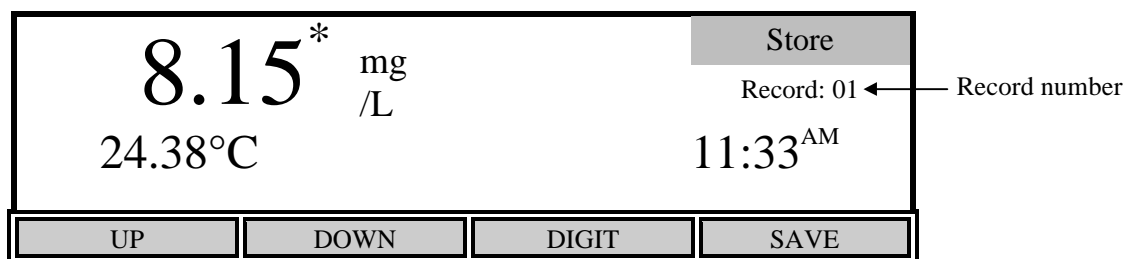 8.15* mg
/L
Store
Record: 01
Record number
24.38°C
11:33AM
UP DOWN DIGIT SAVE